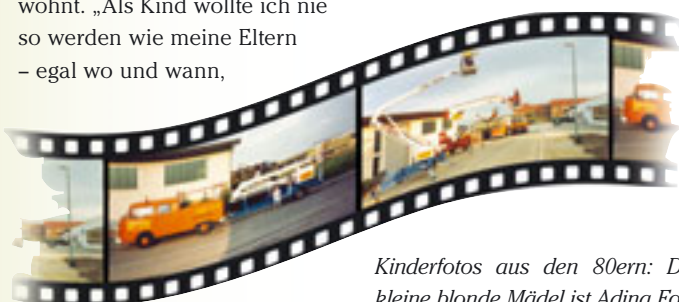 wohnt. „Als Kind wollte ich nie
so werden wie meine Eltern
– egal wo und wann,
Kinderfotos aus den 80ern: D
kleine blonde Mädel ist Adina Fo